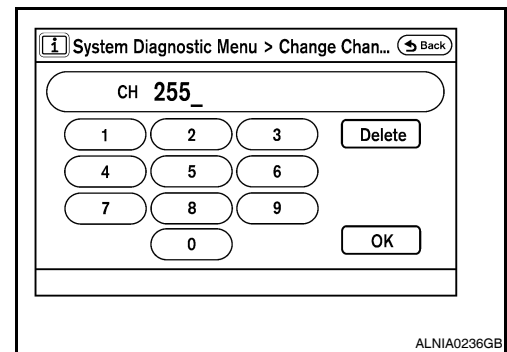 i System Diagnostic Menu > Change Chan... Back
CH 255_
1 2 3 Delete
4 5 6
7 8 9
0 OK
ALNIA0236GB